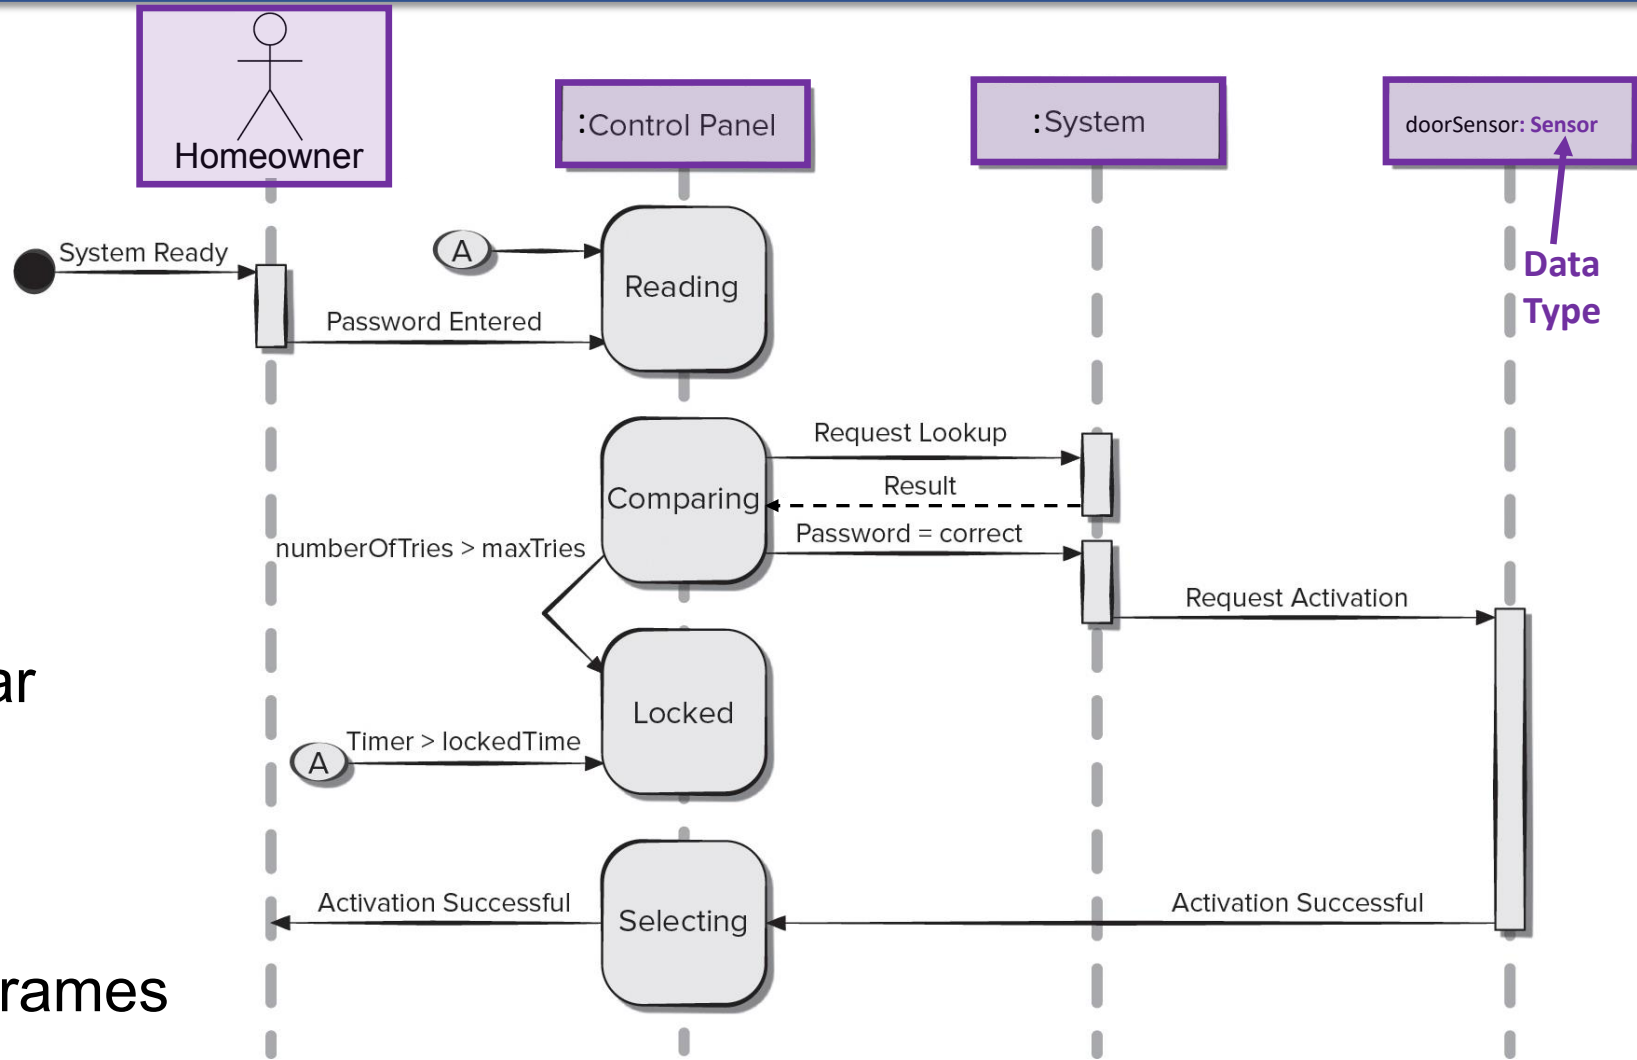 Homeowner
:Control Panel
:System
doorSensor: Sensor
System Ready
A
Reading
Data
Type
Password Entered
Request Lookup
Result
Comparing
Password = correct
numberOfTries > maxTries
Request Activation
ar
Locked
Timer > lockedTime
A
Activation Successful
Selecting
Activation Successful
rames